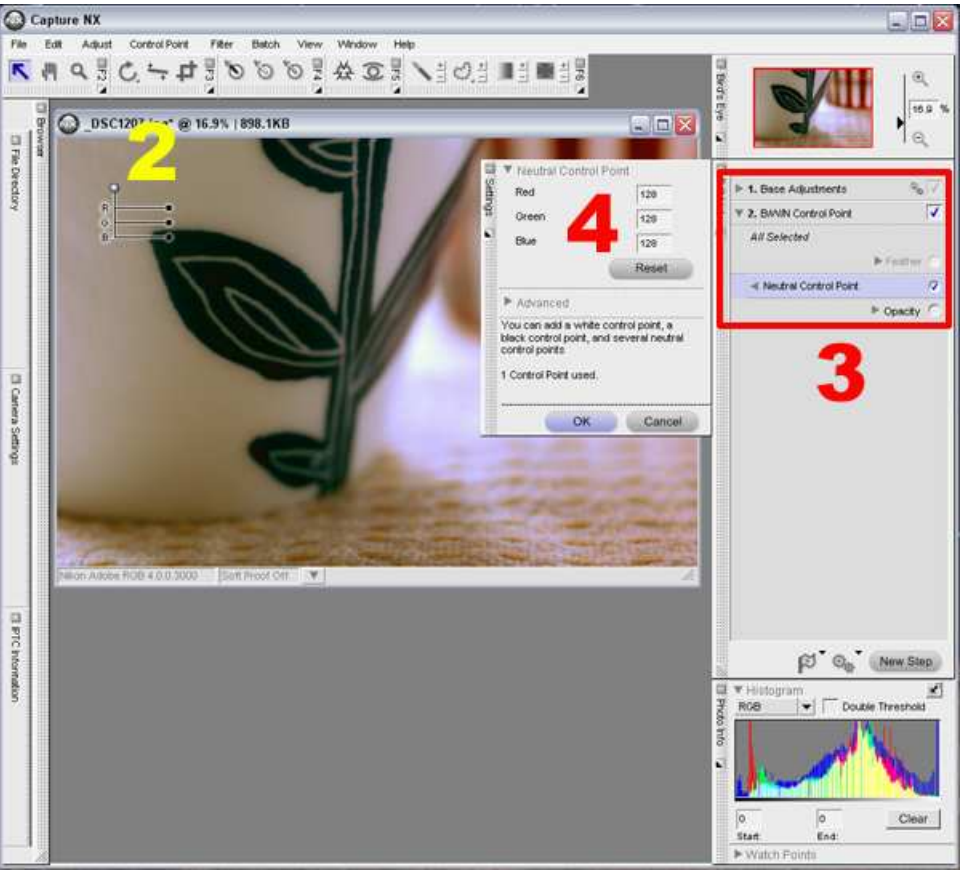 Capture NX
File Edit Adjust Control Point Filter Batch View Window Help
F2 F3 F4 F5 F6
Browser
File Directory
Camera Settings
IPTC Information
_DSC1207 @ 16.9% | 898.1KB
2
R
G
B
Nikon Adobe RGB 4.0.0.3000 Soft Proof Off
Settings
Neutral Control Point
Red 128
Green 128
Blue 128
4
Reset
Advanced
You can add a white control point, a
black control point, and several neutral
control points
1 Control Point used.
OK Cancel
Bird's Eye
16.9 %
1. Base Adjustments
2. B/W/N Control Point
All Selected
Feather
Neutral Control Point
Opacity
3
New Step
Photo Info
Histogram
RGB Double Threshold
0 0 Clear
Start: End:
Watch Points